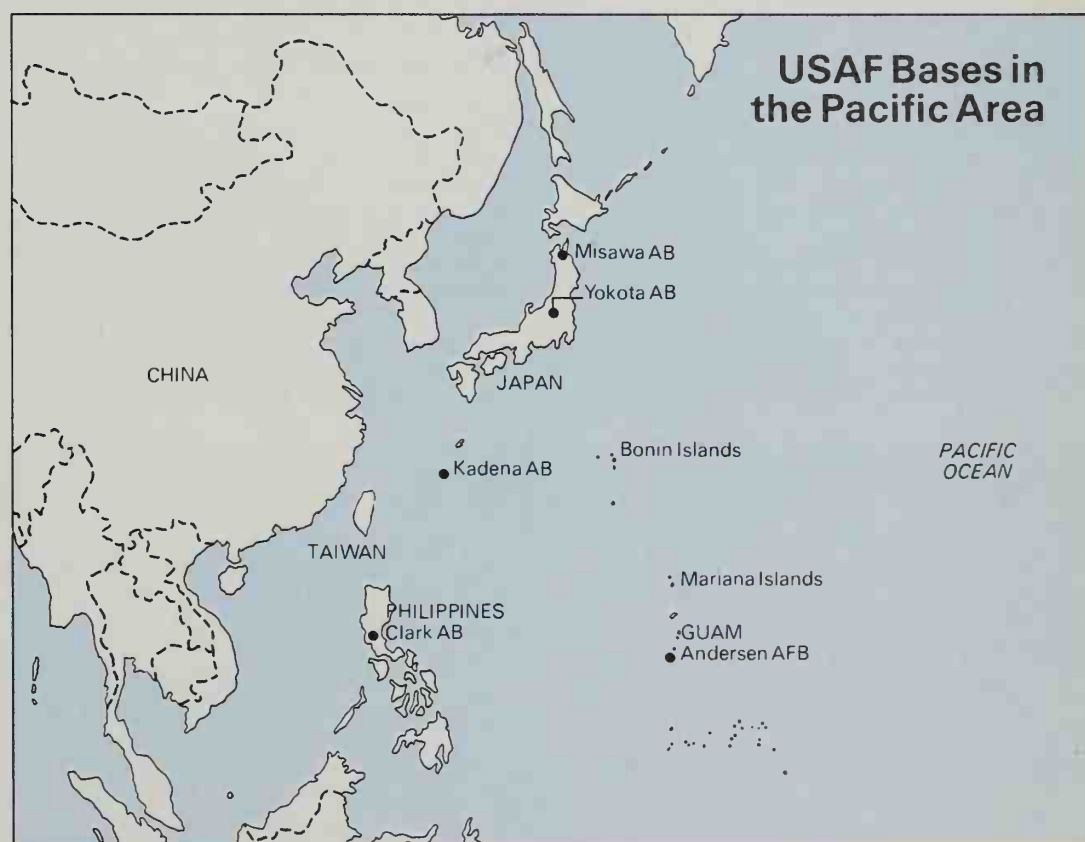 USAF Bases in
the Pacific Area
Misawa AB
Yokota AB
CHINA
JAPAN
Bonin Islands
PACIFIC
OCEAN
Kadena AB
TAIWAN
Mariana Islands
PHILIPPINES
Clark AB
GUAM
Andersen AFB